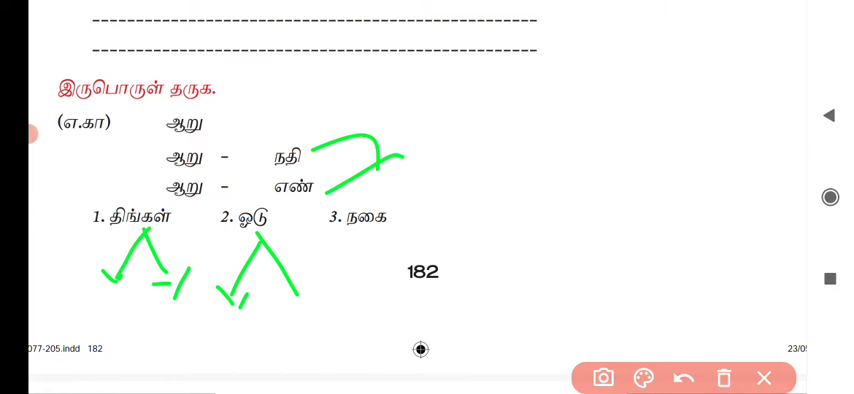 இருபொருள் தருக.
(எ.கா) ஆறு
ஆறு - நதி
ஆறு - எண்
1. திங்கள் 2. ஓடு 3. நகை
182
077-205.indd 182 23/05